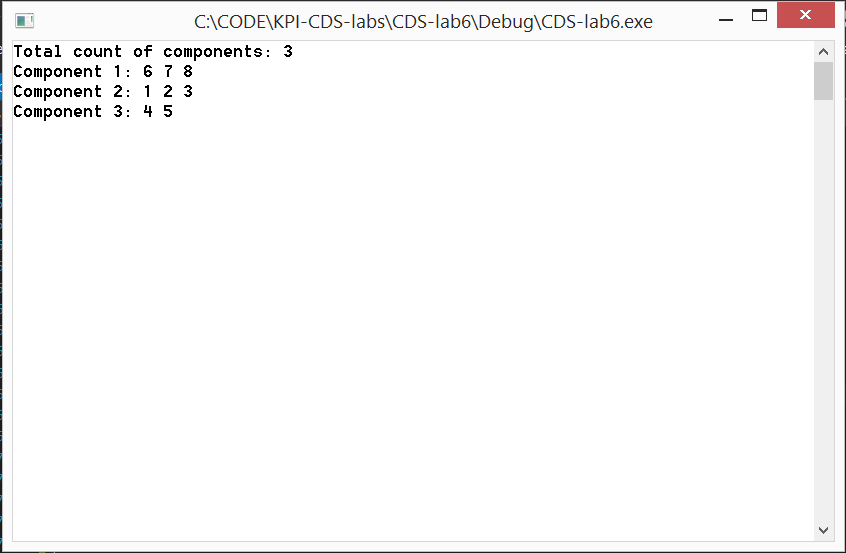 C:\CODE\KPI-CDS-labs\CDS-lab6\Debug\CDS-lab6.exe
Total count of components: 3
Component 1: 6 7 8
Component 2: 1 2 3
Component 3: 4 5